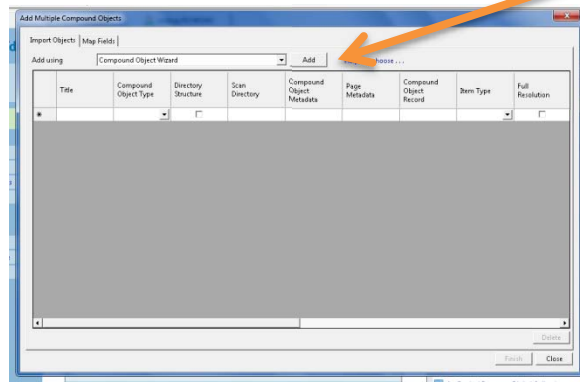 Add Multiple Compound Objects
Import Objects Map Fields
Add using Compound Object Wizard Add choose . . .
Title Compound Object Type Directory Structure Scan Directory Compound Object Metadata Page Metadata Compound Object Record Item Type Full Resolution
Delete
Finish Close